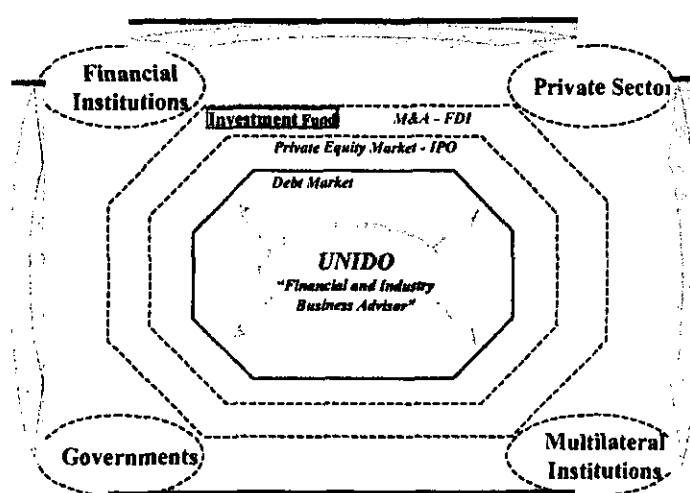 Financial
Institutions
Private Sector
Investment Fund
M&A - FDI
Private Equity Market - IPO
Debt Market
UNIDO
"Financial and Industry
Business Advisor"
Governments
Multilateral
Institutions